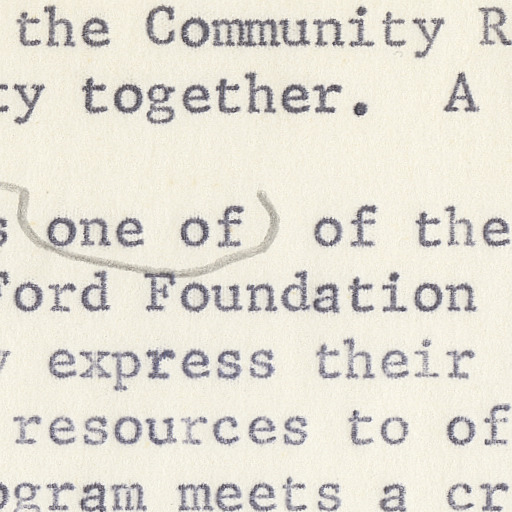 the Community R
ty together. A
s one of of the
Ford Foundation
y express their
resources to of
ogram meets a cr